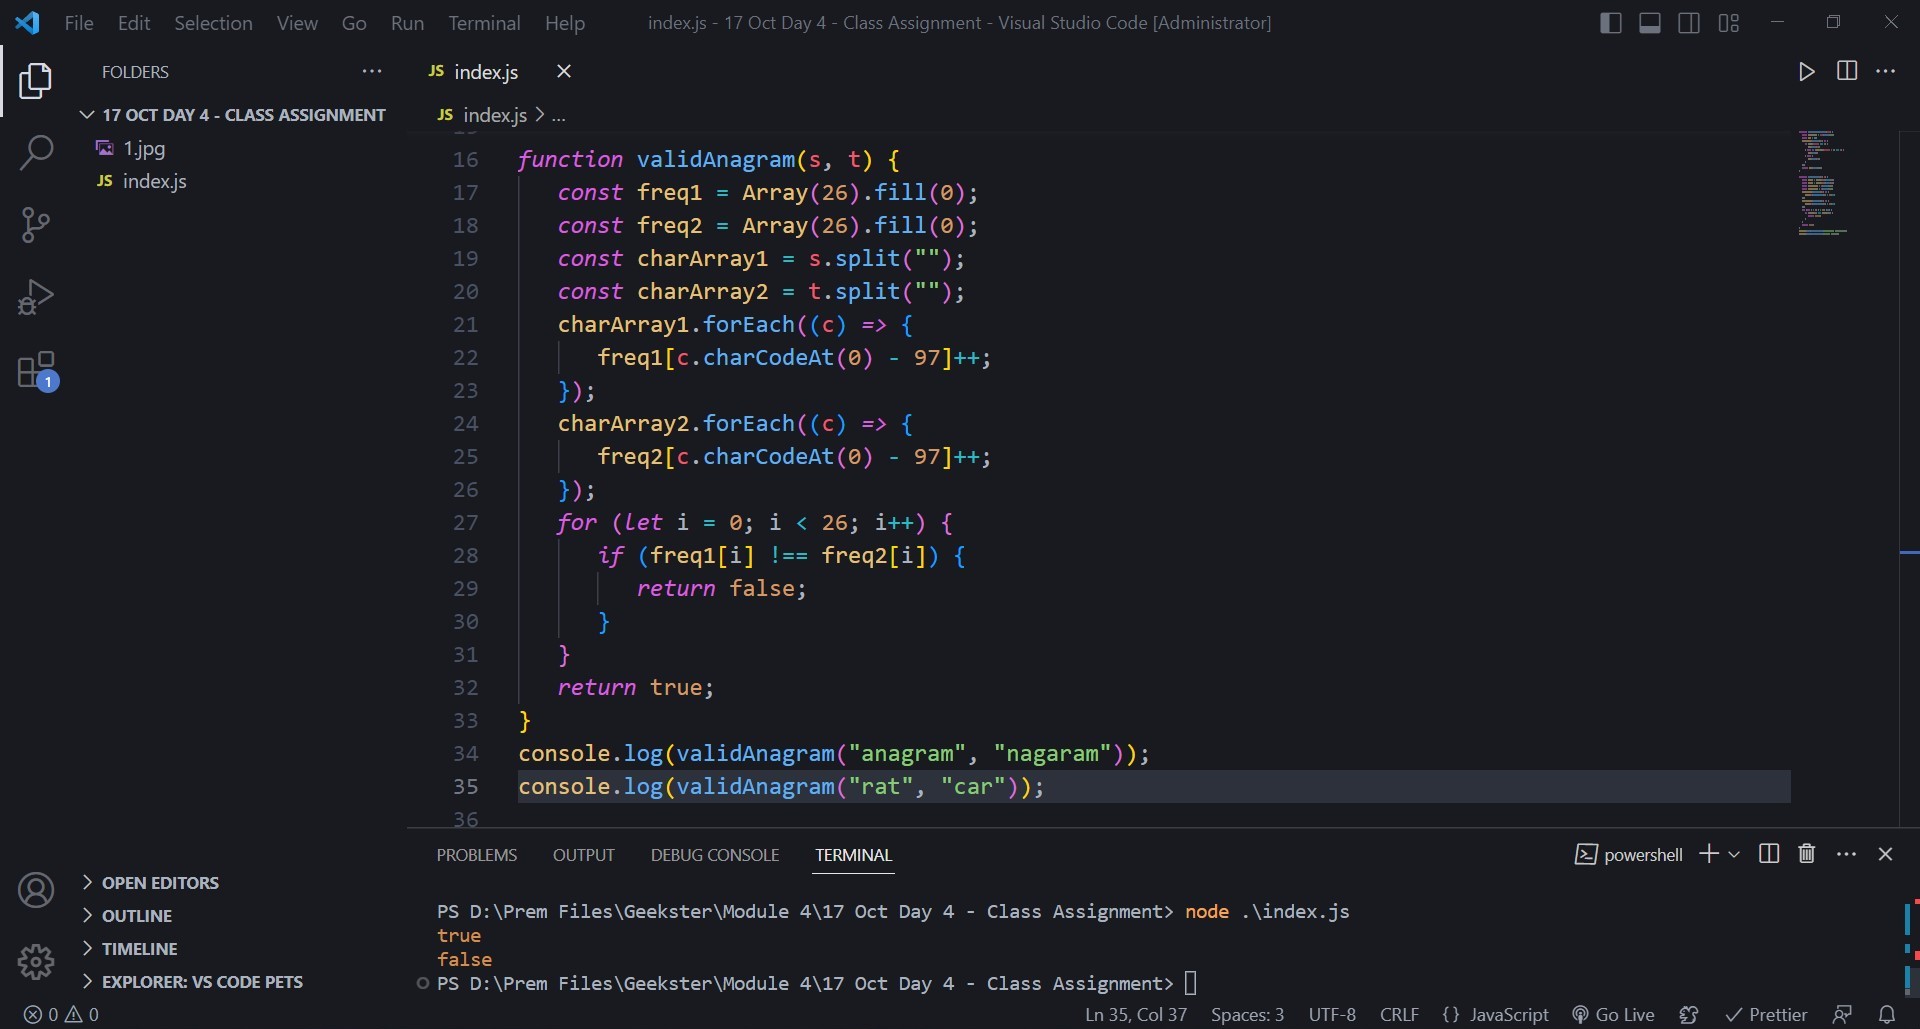 File Edit Selection View Go Run Terminal Help index.js - 17 Oct Day 4 - Class Assignment - Visual Studio Code [Administrator]
FOLDERS
17 OCT DAY 4 - CLASS ASSIGNMENT
1.jpg
JS index.js
1
JS index.js
JS index.js > ...
16 function validAnagram(s, t) {
17 const freq1 = Array(26).fill(0);
18 const freq2 = Array(26).fill(0);
19 const charArray1 = s.split("");
20 const charArray2 = t.split("");
21 charArray1.forEach((c) => {
22 freq1[c.charCodeAt(0) - 97]++;
23 });
24 charArray2.forEach((c) => {
25 freq2[c.charCodeAt(0) - 97]++;
26 });
27 for (let i = 0; i < 26; i++) {
28 if (freq1[i] !== freq2[i]) {
29 return false;
30 }
31 }
32 return true;
33 }
34 console.log(validAnagram("anagram", "nagaram"));
35 console.log(validAnagram("rat", "car"));
36
PROBLEMS OUTPUT DEBUG CONSOLE TERMINAL powershell
PS D:\Prem Files\Geekster\Module 4\17 Oct Day 4 - Class Assignment> node .\index.js
true
false
PS D:\Prem Files\Geekster\Module 4\17 Oct Day 4 - Class Assignment>
OPEN EDITORS
OUTLINE
TIMELINE
EXPLORER: VS CODE PETS
0 0 Ln 35, Col 37 Spaces: 3 UTF-8 CRLF {} JavaScript Go Live Prettier